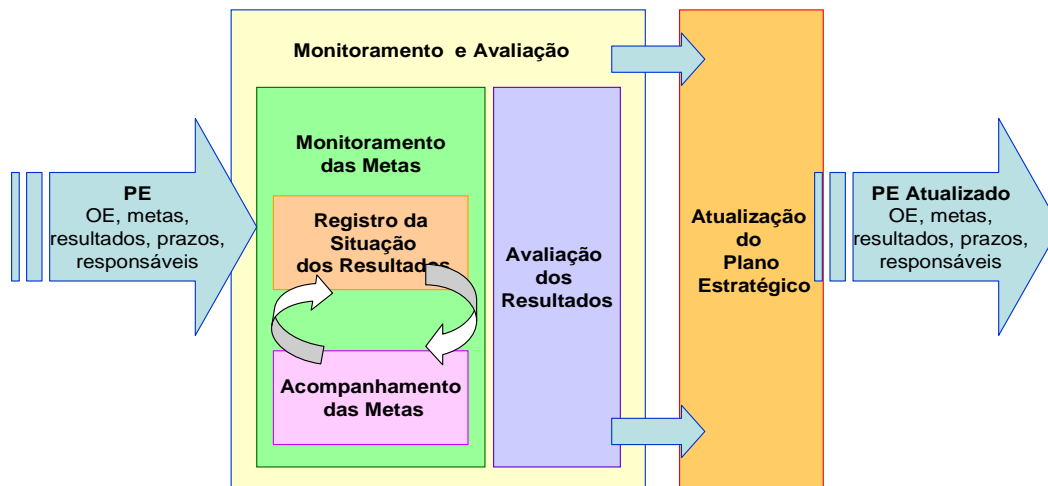 Monitoramento e Avaliação
Monitoramento
das Metas
PE
OE, metas,
resultados, prazos,
responsáveis
Registro da
Situação
dos Resultados
Acompanhamento
das Metas
Avaliação
dos
Resultados
Atualização
do
Plano
Estratégico
PE Atualizado
OE, metas,
resultados, prazos,
responsáveis